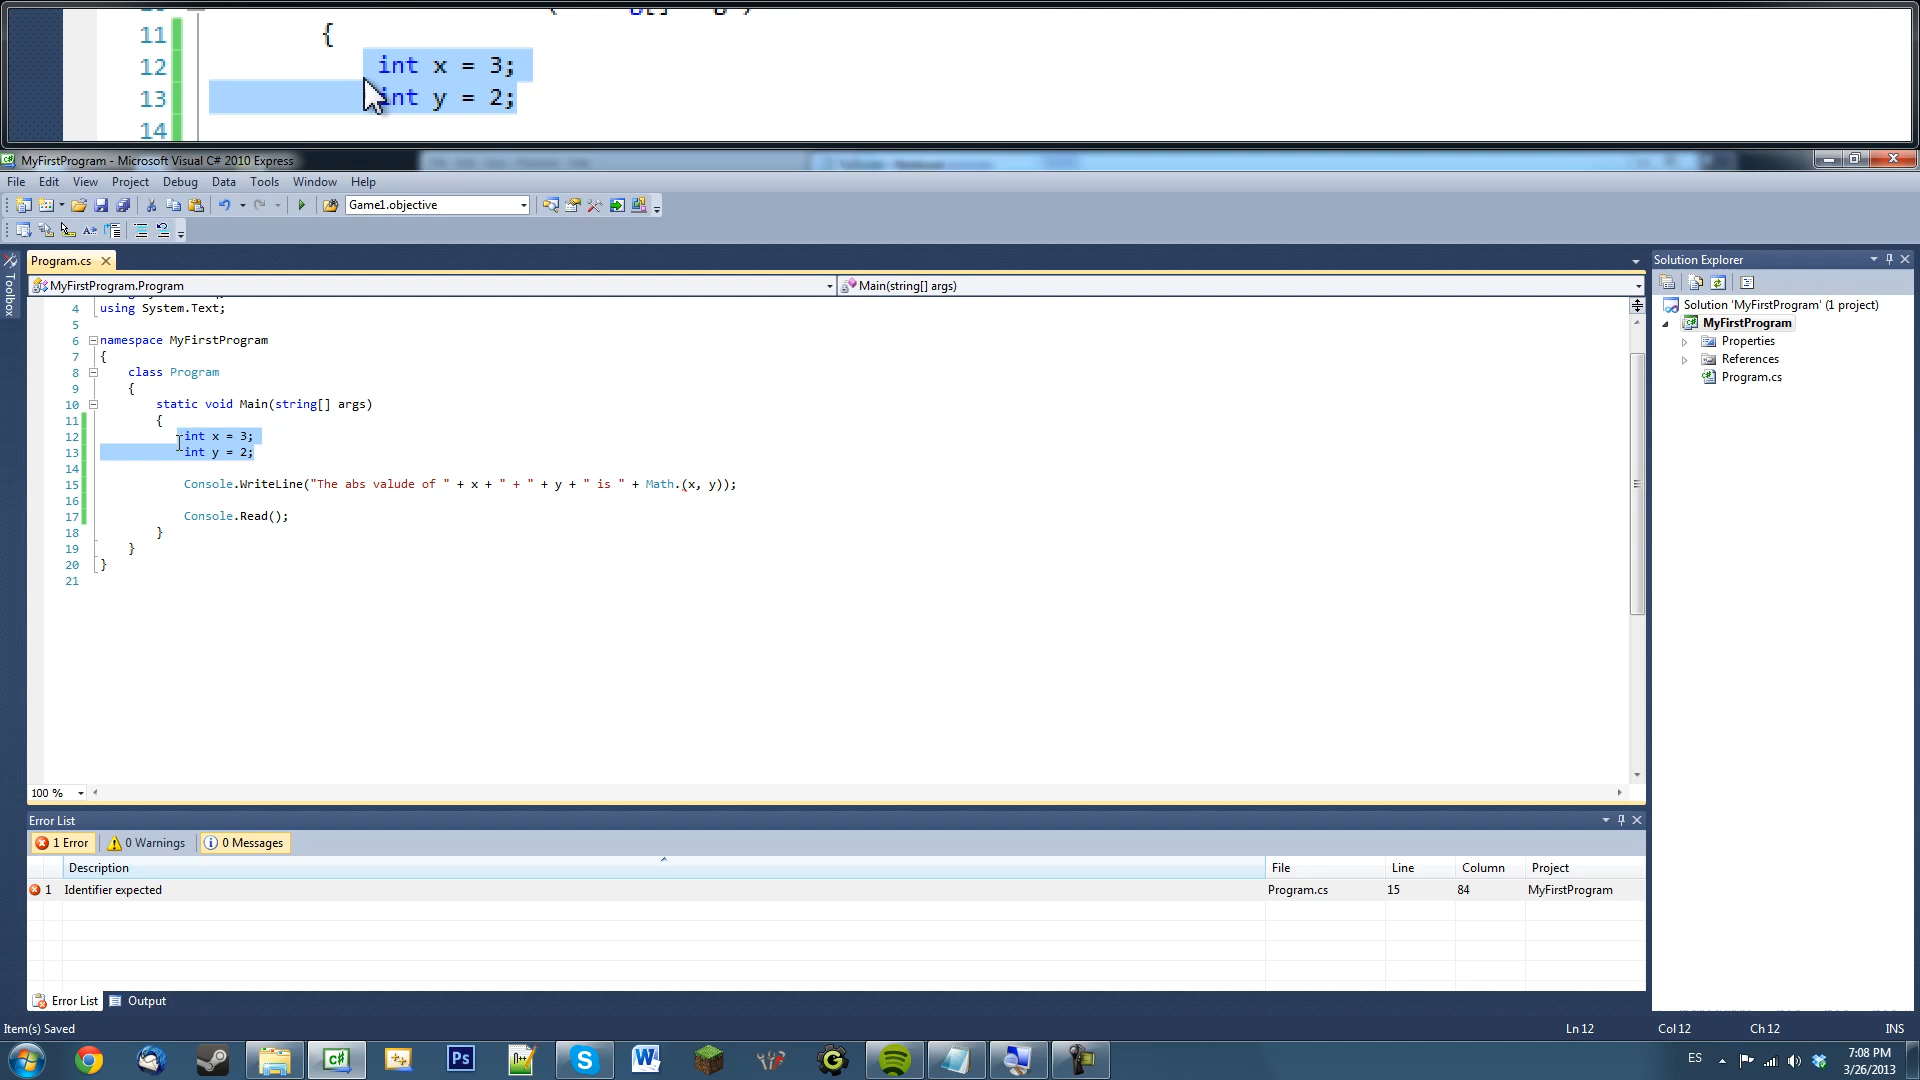 11 {
12 int x = 3;
13 int y = 2;
14
MyFirstProgram - Microsoft Visual C# 2010 Express
File Edit View Project Debug Data Tools Window Help
Game1.objective
Program.cs
Solution Explorer
MyFirstProgram.Program
Main(string[] args)
Toolbox
Solution 'MyFirstProgram' (1 project)
MyFirstProgram
Properties
References
Program.cs
4 using System.Text;
5
6 namespace MyFirstProgram
7 {
8 class Program
9 {
10 static void Main(string[] args)
11 {
12 int x = 3;
13 int y = 2;
14
15 Console.WriteLine("The abs valude of " + x + " + " + y + " is " + Math.(x, y));
16
17 Console.Read();
18 }
19 }
20 }
21
100 %
Error List
1 Error 0 Warnings 0 Messages
Description File Line Column Project
1 Identifier expected Program.cs 15 84 MyFirstProgram
Error List Output
Item(s) Saved Ln 12 Col 12 Ch 12 INS
Ps W ES 7:08 PM
3/26/2013